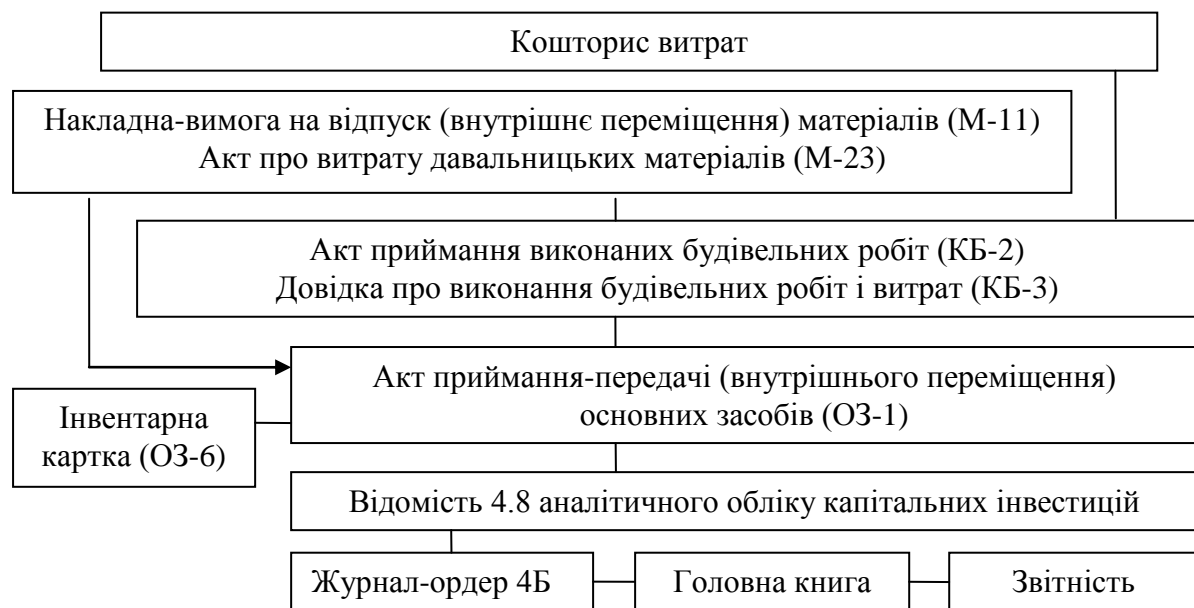 Кошторис витрат
Накладна-вимога на відпуск (внутрішнє переміщення) матеріалів (М-11)
Акт про витрату давальницьких матеріалів (М-23)
Акт приймання виконаних будівельних робіт (КБ-2)
Довідка про виконання будівельних робіт і витрат (КБ-3)
Акт приймання-передачі (внутрішнього переміщення)
основних засобів (ОЗ-1)
Інвентарна
картка (ОЗ-6)
Відомість 4.8 аналітичного обліку капітальних інвестицій
Журнал-ордер 4Б
Головна книга
Звітність